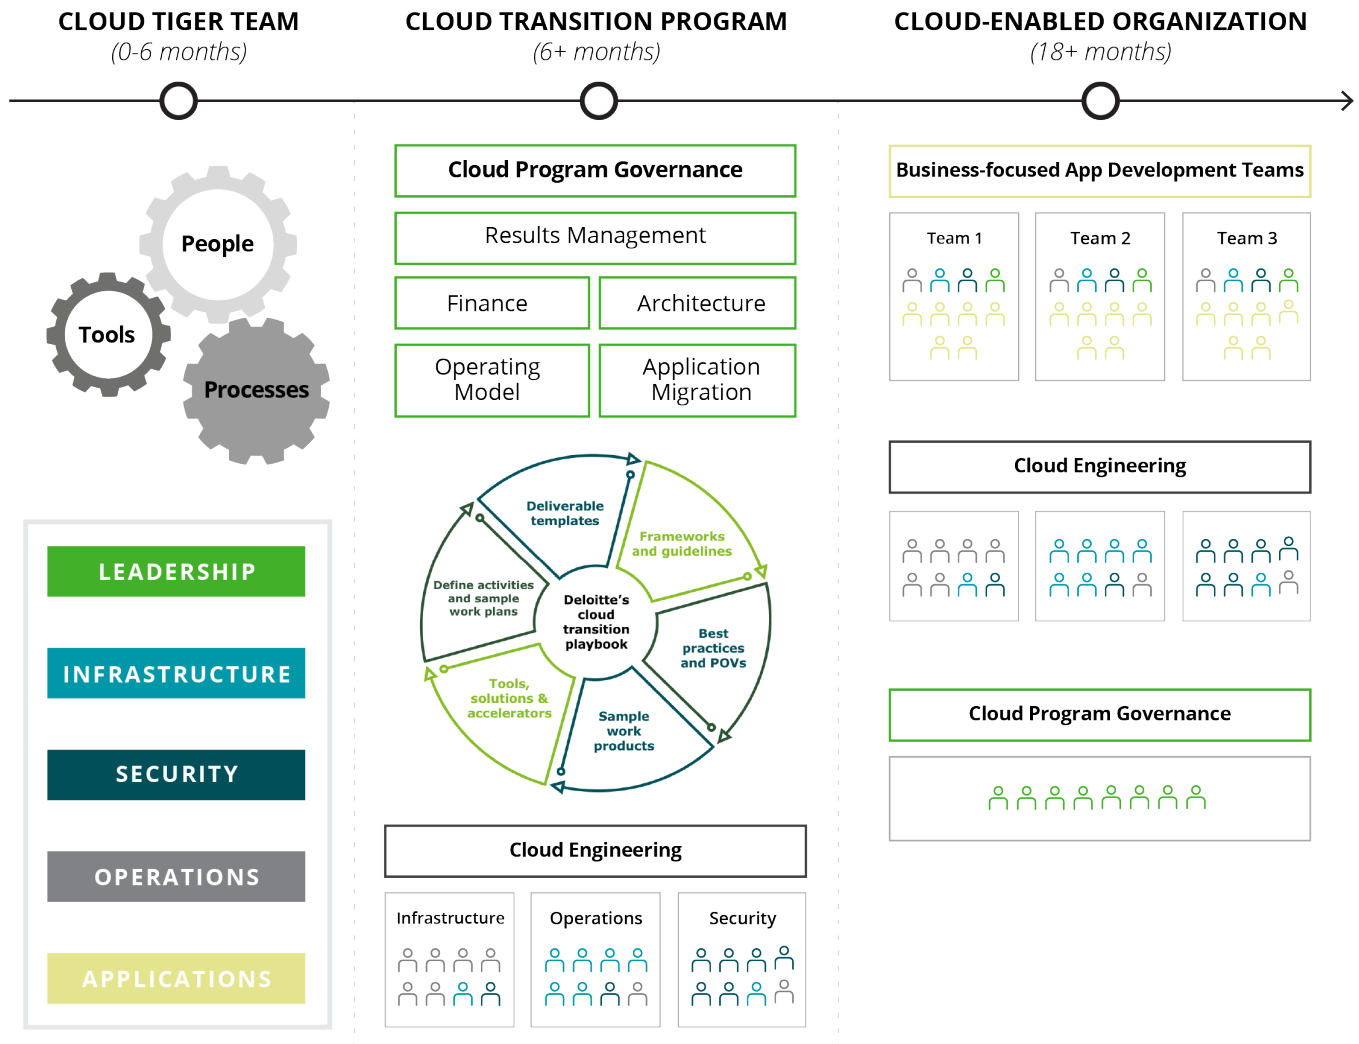 CLOUD TIGER TEAM
(0-6 months)
CLOUD TRANSITION PROGRAM
(6+ months)
CLOUD-ENABLED ORGANIZATION
(18+ months)
People
Tools
Processes
LEADERSHIP
INFRASTRUCTURE
SECURITY
OPERATIONS
APPLICATIONS
Cloud Program Governance
Results Management
Finance
Architecture
Operating
Model
Application
Migration
Deliverable
templates
Frameworks
and guidelines
Best
practices
and POVs
Sample
work
products
Tools,
solutions &
accelerators
Define activities
and sample
work plans
Deloitte's
cloud
transition
playbook
Cloud Engineering
Infrastructure
Operations
Security
Business-focused App Development Teams
Team 1
Team 2
Team 3
Cloud Engineering
Cloud Program Governance